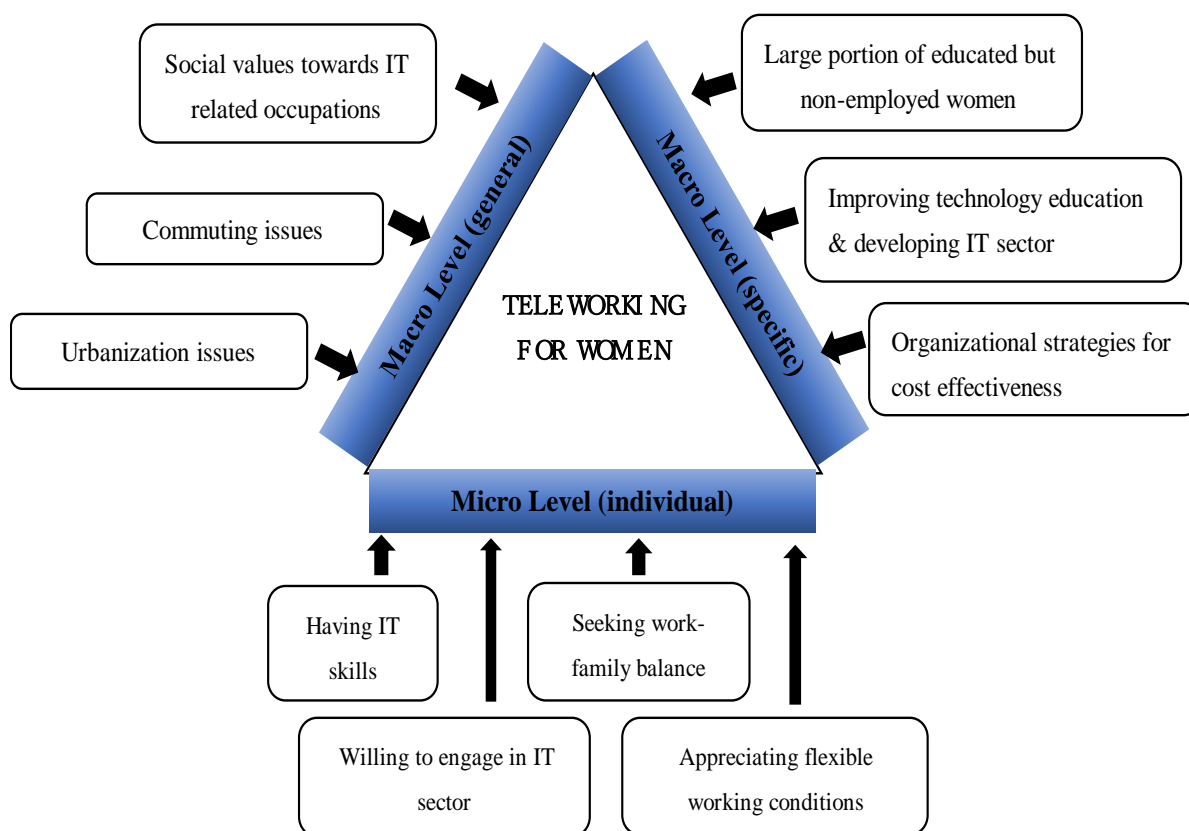 Social values towards IT
related occupations
Large portion of educated but
non-employed women
Commuting issues
Improving technology education
& developing IT sector
Urbanization issues
Organizational strategies for
cost effectiveness
Macro Level (general)
Macro Level (specific)
TELEWORKING
FOR WOMEN
Micro Level (individual)
Having IT
skills
Seeking work-
family balance
Willing to engage in IT
sector
Appreciating flexible
working conditions